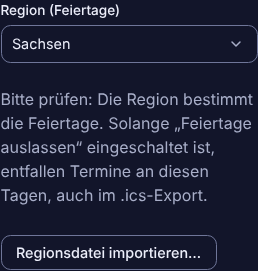 Region (Feiertage)
Sachsen
Bitte prüfen: Die Region bestimmt
die Feiertage. Solange „Feiertage
auslassen“ eingeschaltet ist,
entfallen Termine an diesen
Tagen, auch im .ics-Export.
Regionsdatei importieren...